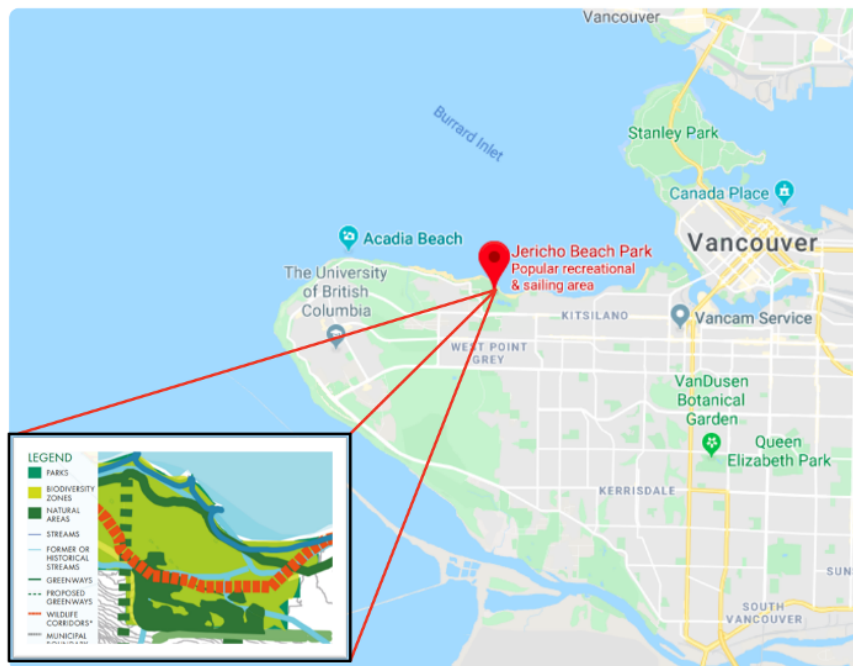 Vancouver
Burrard Inlet
Stanley Park
Canada Place
Acadia Beach
Jericho Beach Park
Popular recreational
& sailing area
Vancouver
The University
of British
Columbia
KITSILANO
Vancam Service
WEST POINT
GREY
VanDusen
Botanical
Garden
Queen
Elizabeth Park
KERRISDALE
SUN
SOUTH
VANCOUVER
LEGEND
PARKS
BIODIVERSITY
ZONES
NATURAL
AREAS
STREAMS
FORMER OR
HISTORICAL
STREAMS
GREENWAYS
PROPOSED
GREENWAYS
WILDLIFE
CORRIDORS*
MUNICIPAL